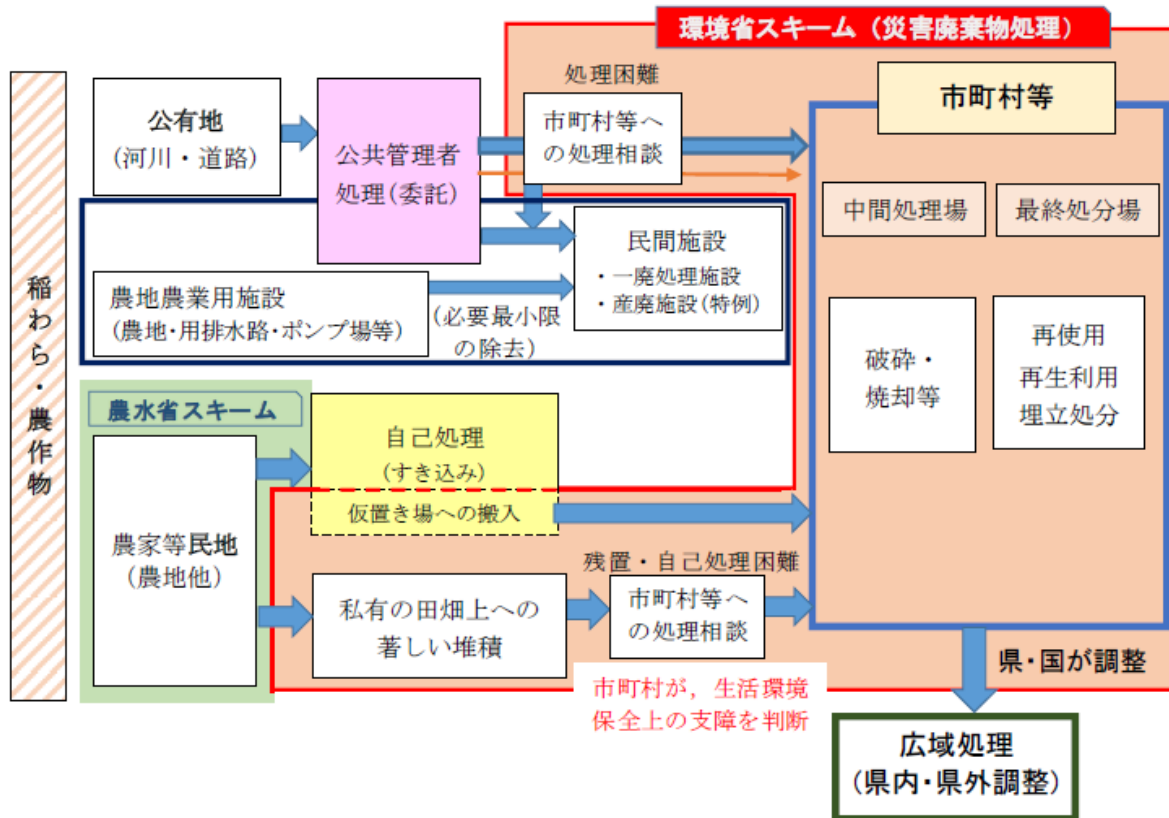 環境省スキーム（災害廃棄物処理）
稲わら・農作物
公有地
(河川・道路)
公共管理者
処理(委託)
処理困難
市町村等へ
の処理相談
市町村等
中間処理場
最終処分場
破砕・
焼却等
再使用
再生利用
埋立処分
農地農業用施設
(農地・用排水路・ポンプ場等)
(必要最小限
の除去)
民間施設
・一廃処理施設
・産廃施設(特例)
農水省スキーム
農家等民地
(農地他)
自己処理
(すき込み)
仮置き場への搬入
私有の田畑上への
著しい堆積
残置・自己処理困難
市町村等へ
の処理相談
市町村が，生活環境
保全上の支障を判断
県・国が調整
広域処理
(県内・県外調整)